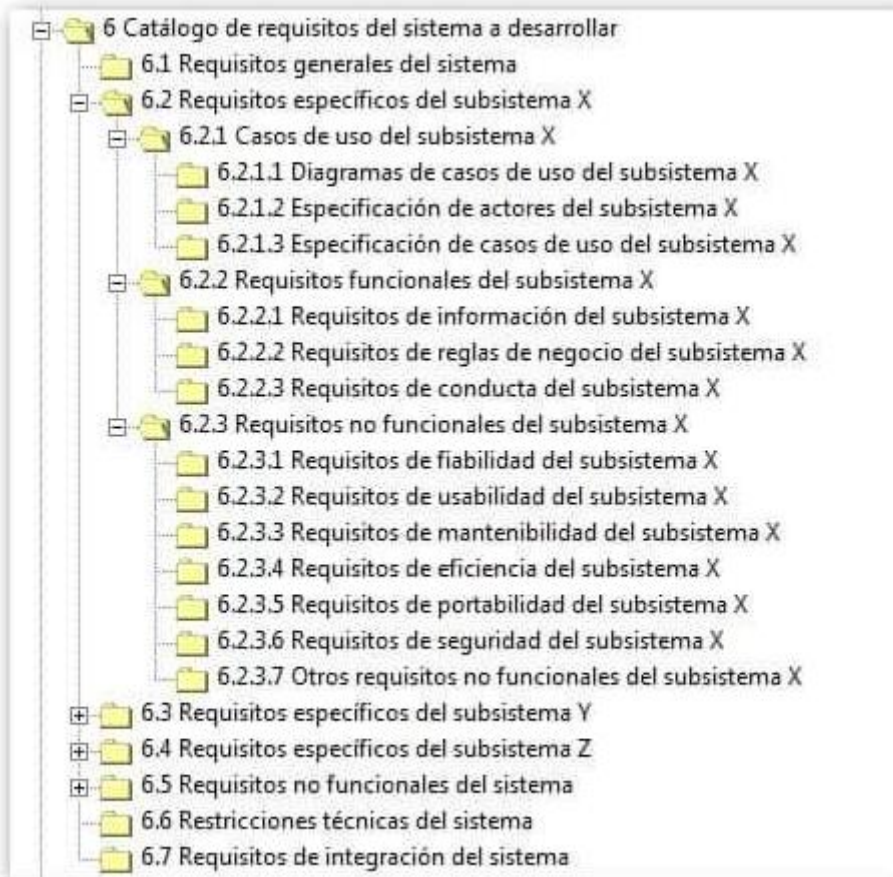 6 Catálogo de requisitos del sistema a desarrollar
6.1 Requisitos generales del sistema
6.2 Requisitos específicos del subsistema X
6.2.1 Casos de uso del subsistema X
6.2.1.1 Diagramas de casos de uso del subsistema X
6.2.1.2 Especificación de actores del subsistema X
6.2.1.3 Especificación de casos de uso del subsistema X
6.2.2 Requisitos funcionales del subsistema X
6.2.2.1 Requisitos de información del subsistema X
6.2.2.2 Requisitos de reglas de negocio del subsistema X
6.2.2.3 Requisitos de conducta del subsistema X
6.2.3 Requisitos no funcionales del subsistema X
6.2.3.1 Requisitos de fiabilidad del subsistema X
6.2.3.2 Requisitos de usabilidad del subsistema X
6.2.3.3 Requisitos de mantenibilidad del subsistema X
6.2.3.4 Requisitos de eficiencia del subsistema X
6.2.3.5 Requisitos de portabilidad del subsistema X
6.2.3.6 Requisitos de seguridad del subsistema X
6.2.3.7 Otros requisitos no funcionales del subsistema X
6.3 Requisitos específicos del subsistema Y
6.4 Requisitos específicos del subsistema Z
6.5 Requisitos no funcionales del sistema
6.6 Restricciones técnicas del sistema
6.7 Requisitos de integración del sistema